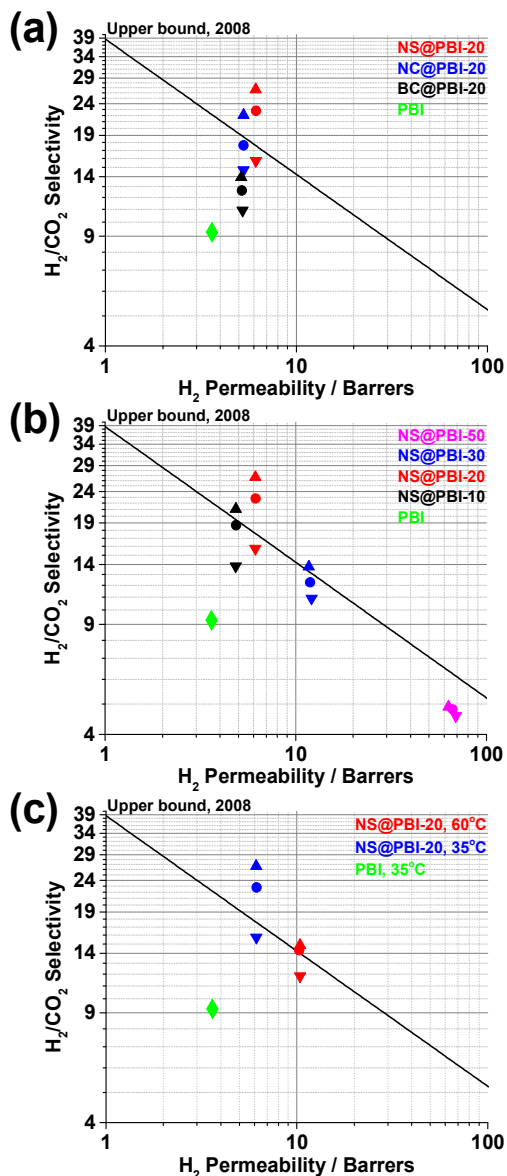 (a)
Upper bound, 2008
NS@PBI-20
NC@PBI-20
BC@PBI-20
PBI
39
34
29
24
19
14
9
4
H₂/CO₂ Selectivity
1
10
100
H₂ Permeability / Barrers
(b)
Upper bound, 2008
NS@PBI-50
NS@PBI-30
NS@PBI-20
NS@PBI-10
PBI
39
34
29
24
19
14
9
4
H₂/CO₂ Selectivity
1
10
100
H₂ Permeability / Barrers
(c)
Upper bound, 2008
NS@PBI-20, 60°C
NS@PBI-20, 35°C
PBI, 35°C
39
34
29
24
19
14
9
4
H₂/CO₂ Selectivity
1
10
100
H₂ Permeability / Barrers